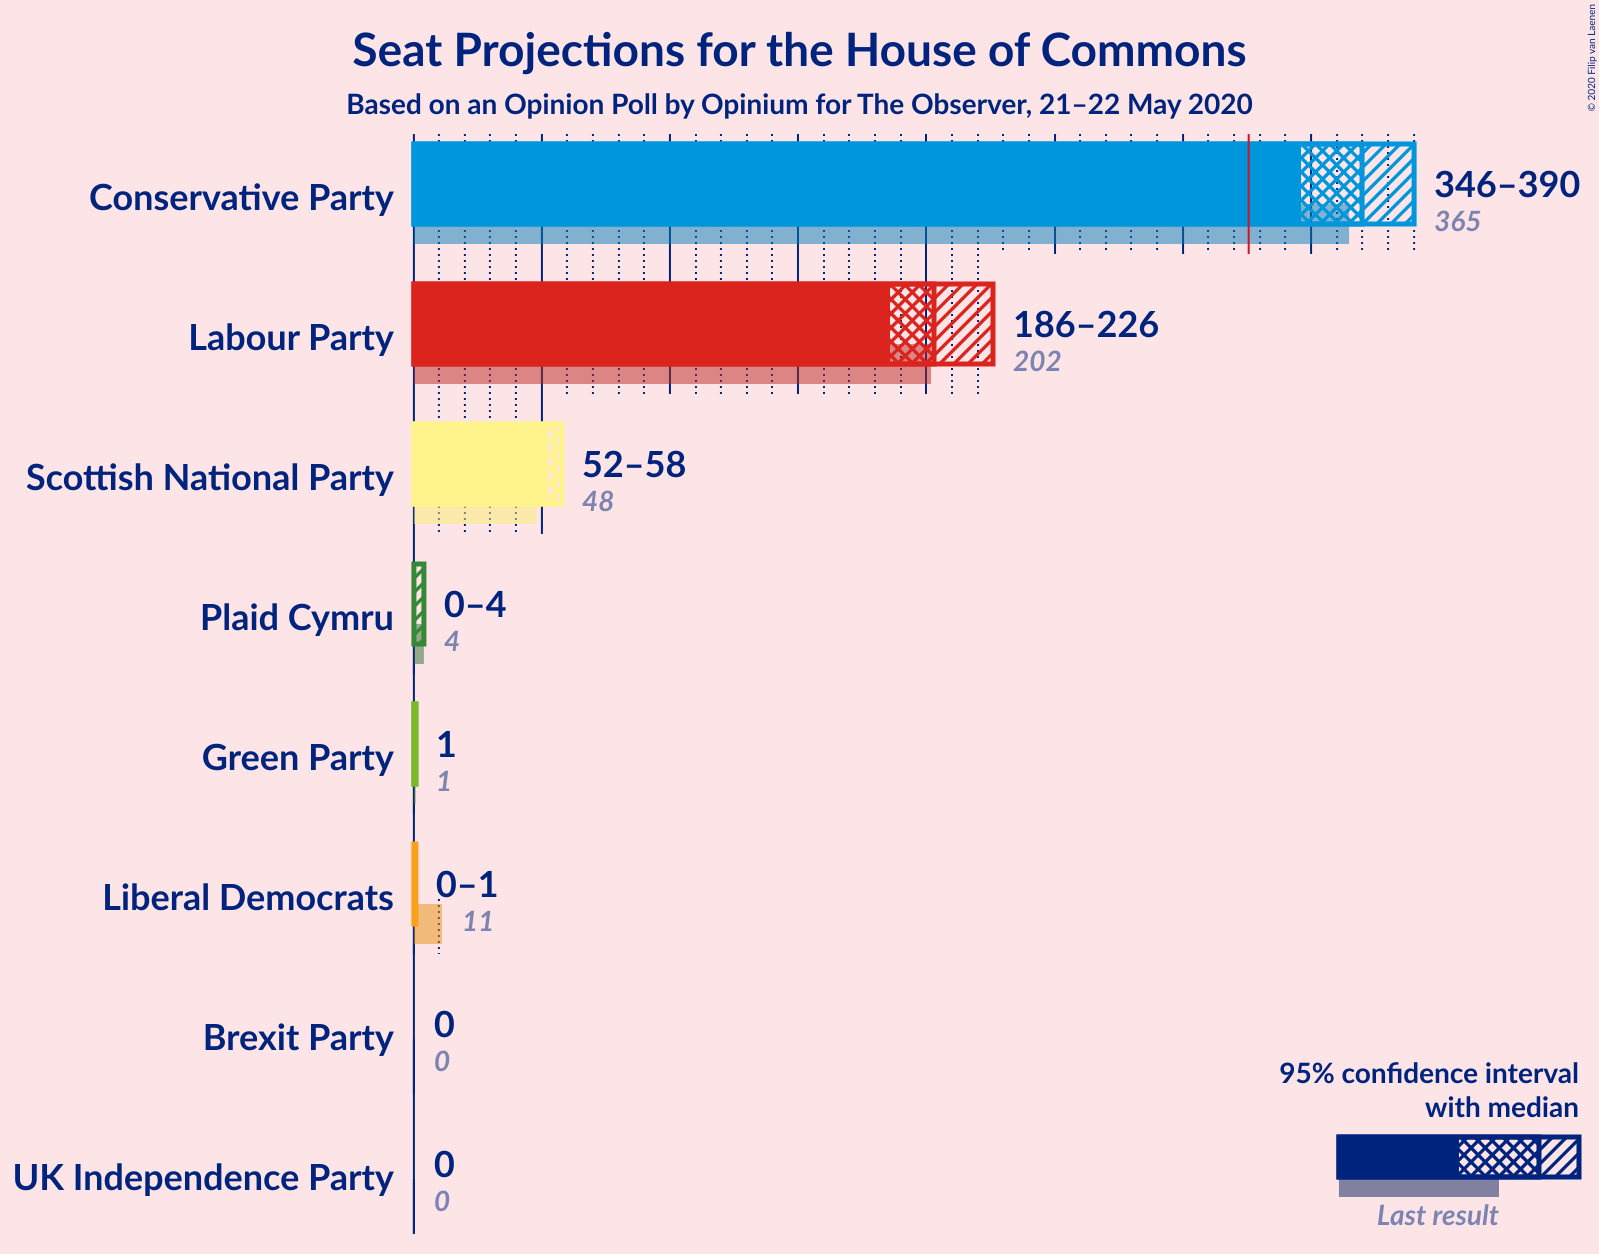 Seat Projections for the House of Commons
Based on an Opinion Poll by Opinium for The Observer, 21–22 May 2020
© 2020 Filip van Laenen
Conservative Party
346–390
365
Labour Party
186–226
202
Scottish National Party
52–58
48
Plaid Cymru
0–4
4
Green Party
1
1
Liberal Democrats
0–1
11
Brexit Party
0
0
UK Independence Party
0
0
95% confidence interval
with median
Last result